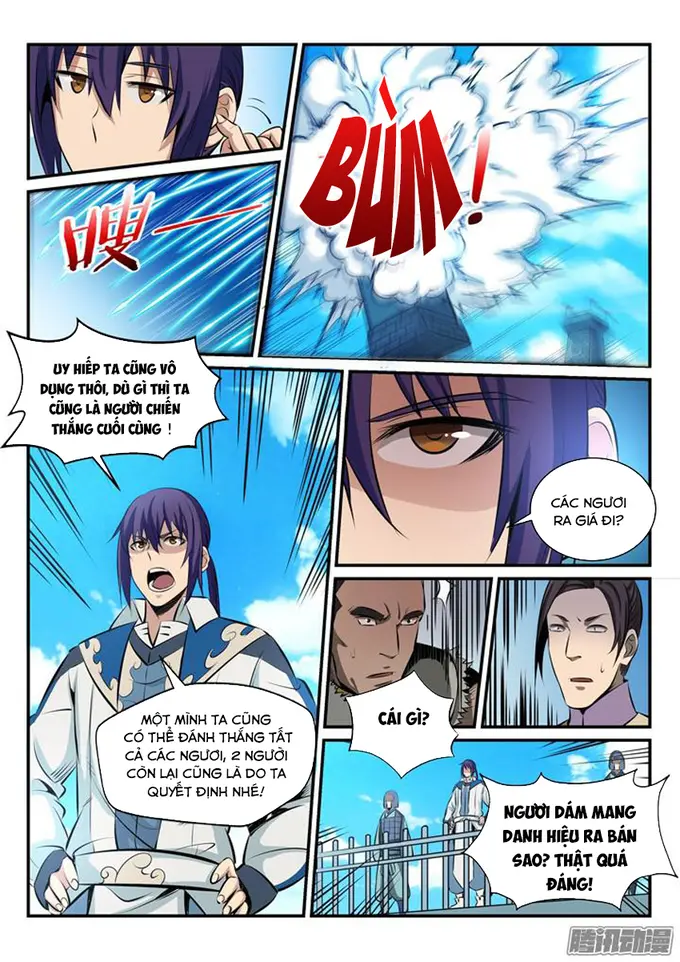 BÙM!
嗖一
UY HIẾP TA CŨNG VÔ
DỤNG THÔI, DÙ GÌ THÌ TA
CŨNG LÀ NGƯỜI CHIẾN
THẮNG CUỐI CÙNG !
CÁC NGƯƠI
RA GIÁ ĐI?
CÁI GÌ?
MỘT MÌNH TA CŨNG
CÓ THỂ ĐÁNH THẮNG TẤT
CẢ CÁC NGƯƠI, 2 NGƯỜI
CÒN LẠI CŨNG LÀ DO TA
QUYẾT ĐỊNH NHÉ!
NGƯƠI DÁM MANG
DANH HIỆU RA BÁN
SAO? THẬT QUÁ
ĐÁNG!
腾讯动漫